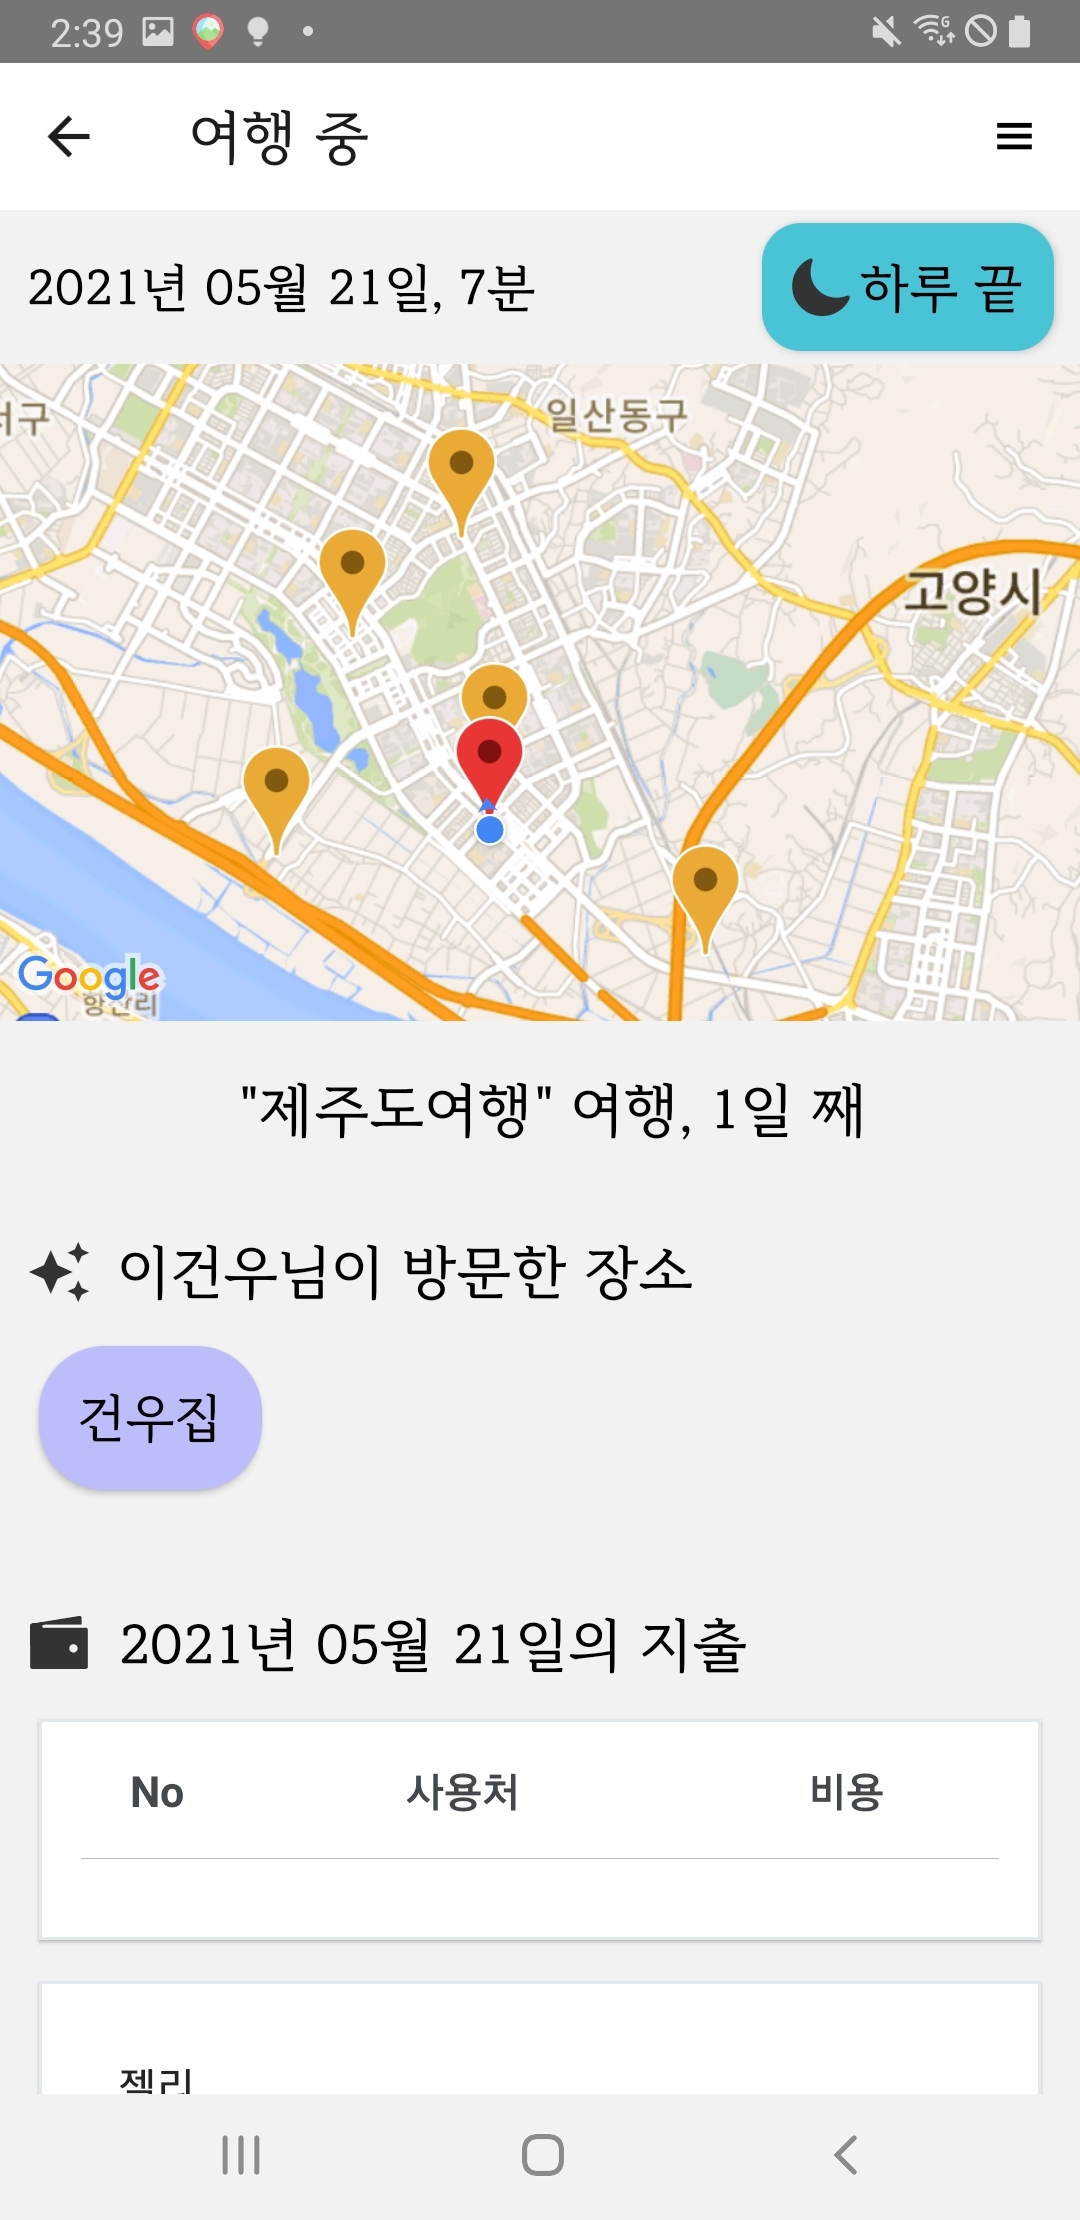 2:39
여행 중
2021년 05월 21일, 7분
하루 끝
서구
일산동구
고양시
Google
"제주도여행" 여행, 1일 째
이건우님이 방문한 장소
건우집
2021년 05월 21일의 지출
No 사용처 비용
젤리